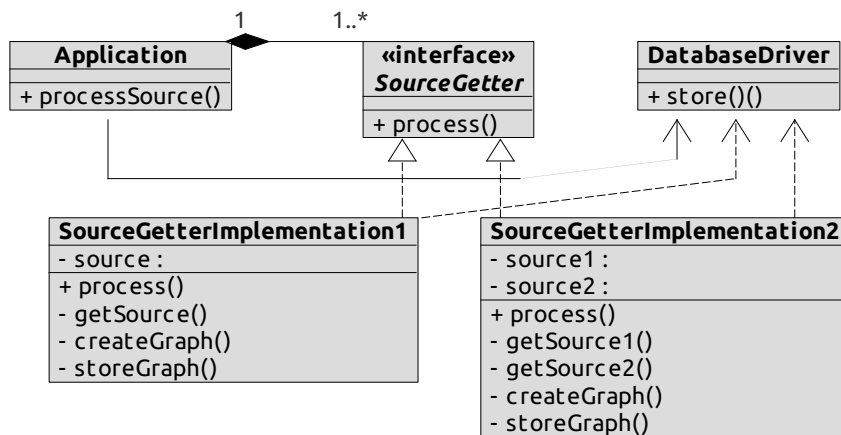 1
1..*
Application
+ processSource()
«interface»
SourceGetter
+ process()
DatabaseDriver
+ store()()
SourceGetterImplementation1
- source :
+ process()
- getSource()
- createGraph()
- storeGraph()
SourceGetterImplementation2
- source1 :
- source2 :
+ process()
- getSource1()
- getSource2()
- createGraph()
- storeGraph()